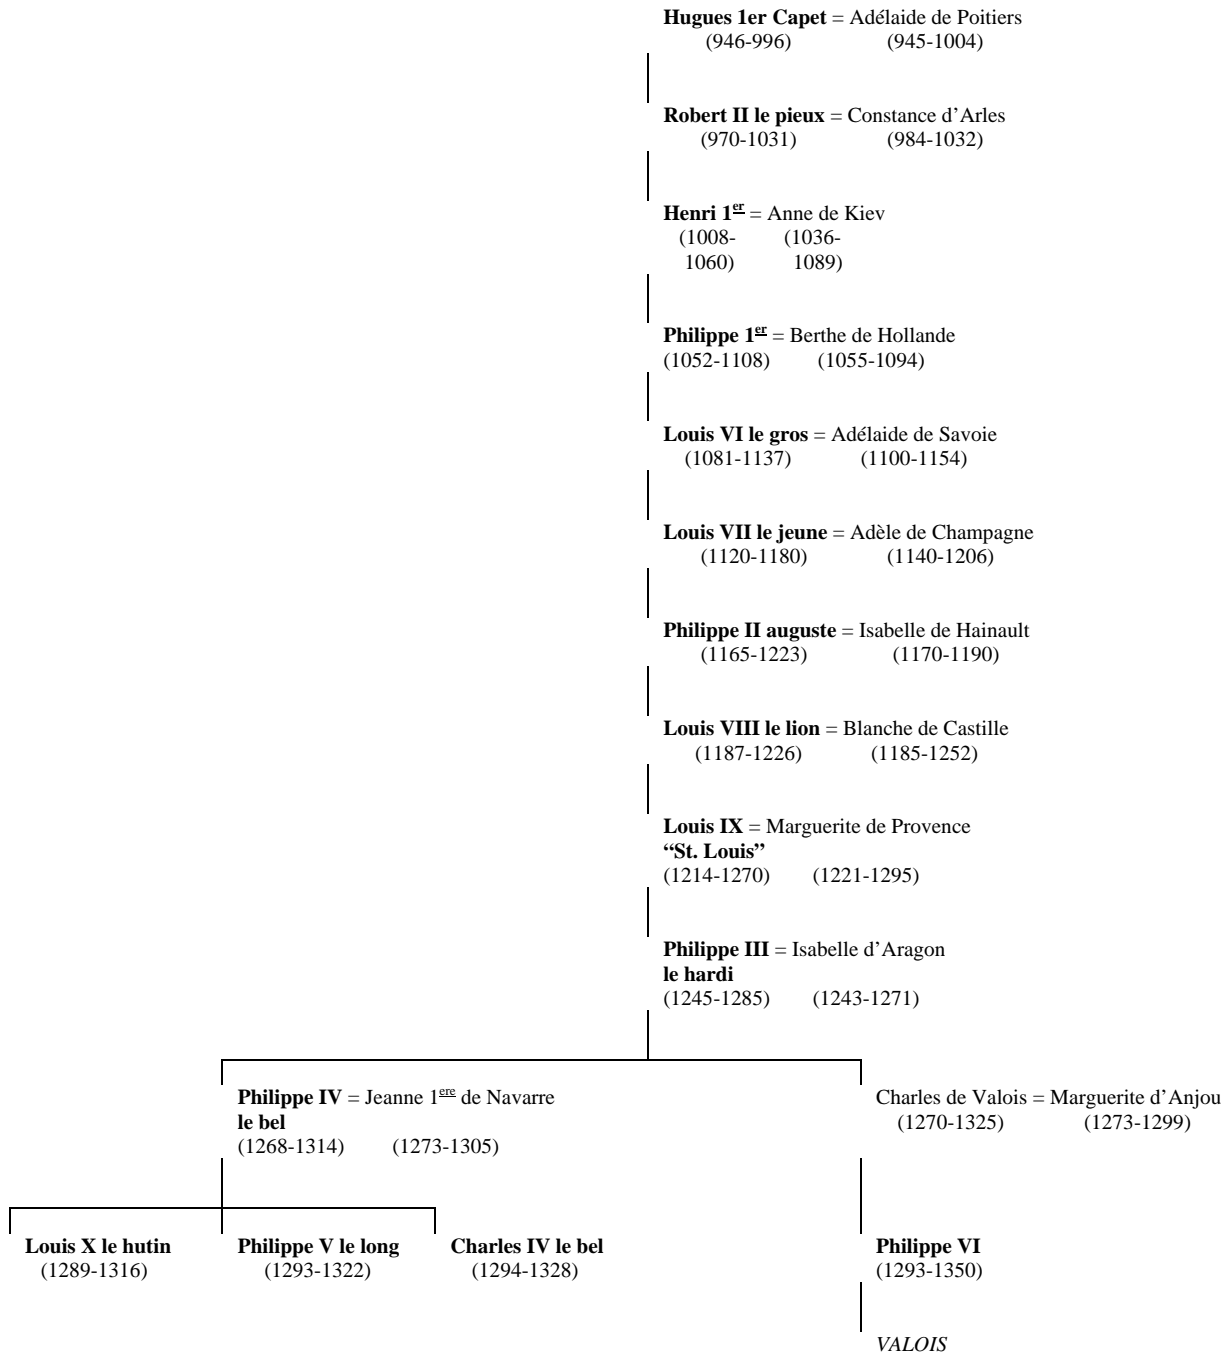 Hugues 1er Capet = Adélaide de Poitiers
(946-996) (945-1004)
Robert II le pieux = Constance d’Arles
(970-1031) (984-1032)
Henri 1er = Anne de Kiev
(1008- (1036-
1060) 1089)
Philippe 1er = Berthe de Hollande
(1052-1108) (1055-1094)
Louis VI le gros = Adélaide de Savoie
(1081-1137) (1100-1154)
Louis VII le jeune = Adèle de Champagne
(1120-1180) (1140-1206)
Philippe II auguste = Isabelle de Hainault
(1165-1223) (1170-1190)
Louis VIII le lion = Blanche de Castille
(1187-1226) (1185-1252)
Louis IX = Marguerite de Provence
“St. Louis”
(1214-1270) (1221-1295)
Philippe III = Isabelle d’Aragon
le hardi
(1245-1285) (1243-1271)
Philippe IV = Jeanne 1ere de Navarre
le bel
(1268-1314) (1273-1305)
Charles de Valois = Marguerite d’Anjou
(1270-1325) (1273-1299)
Louis X le hutin
(1289-1316)
Philippe V le long
(1293-1322)
Charles IV le bel
(1294-1328)
Philippe VI
(1293-1350)
VALOIS